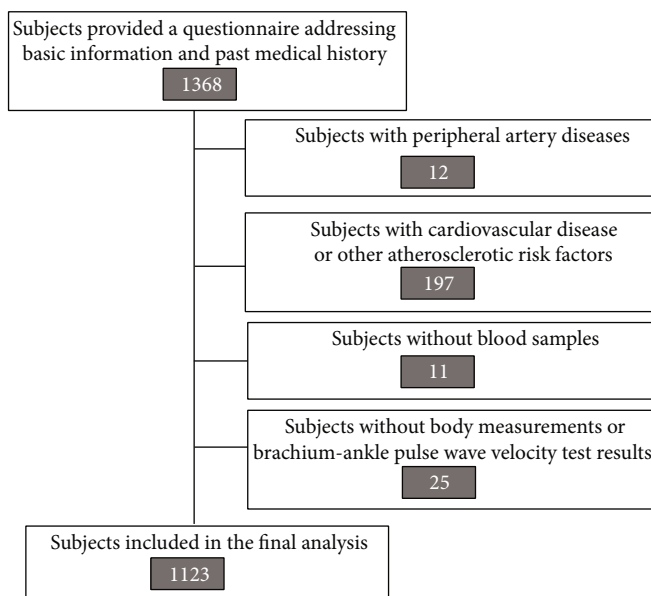 Subjects provided a questionnaire addressing
basic information and past medical history
1368
Subjects with peripheral artery diseases
12
Subjects with cardiovascular disease
or other atherosclerotic risk factors
197
Subjects without blood samples
11
Subjects without body measurements or
brachium-ankle pulse wave velocity test results
25
Subjects included in the final analysis
1123